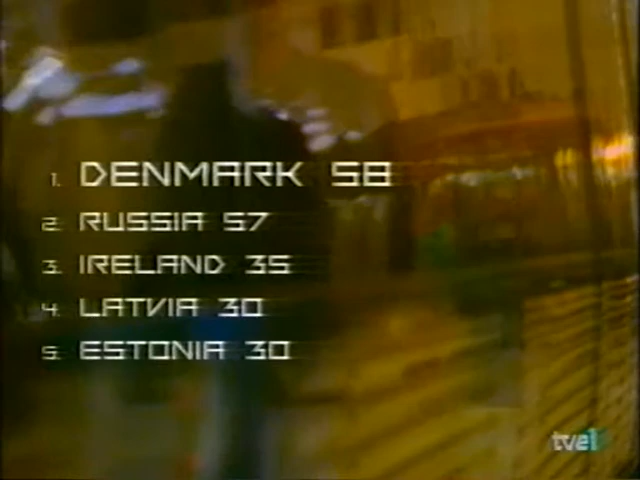 1. DENMARK 58
2. RUSSIA 57
3. IRELAND 35
4. LATVIA 30
5. ESTONIA 30
tve1